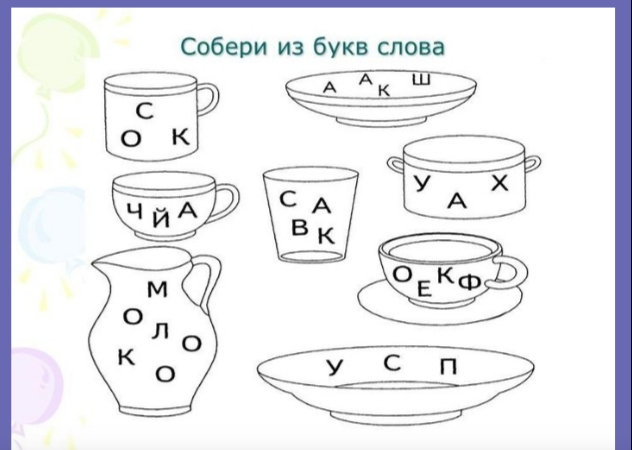 Собери из букв слова
С
О К
А А К Ш
Ч Й А
С А
В К
У А Х
О Е К Ф
М
О
Л
К О
О
У С П